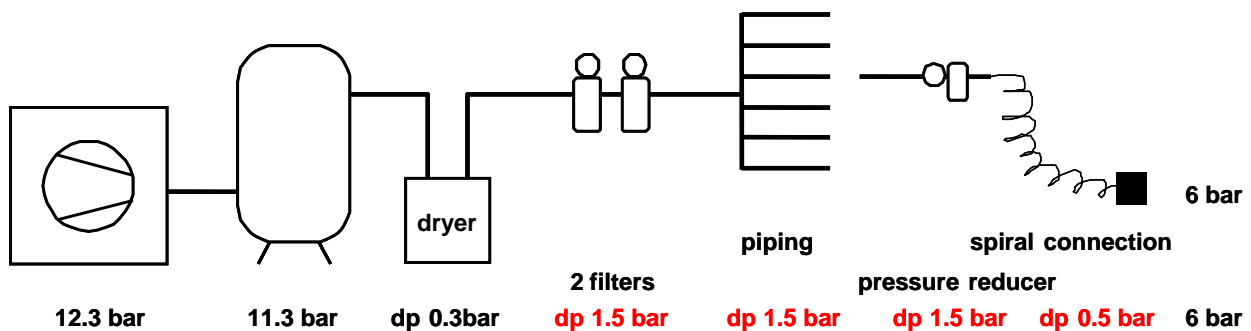 6 bar
dryer
piping
spiral connection
2 filters
pressure reducer
12.3 bar
11.3 bar
dp 0.3bar
dp 1.5 bar
dp 1.5 bar
dp 1.5 bar
dp 0.5 bar
6 bar